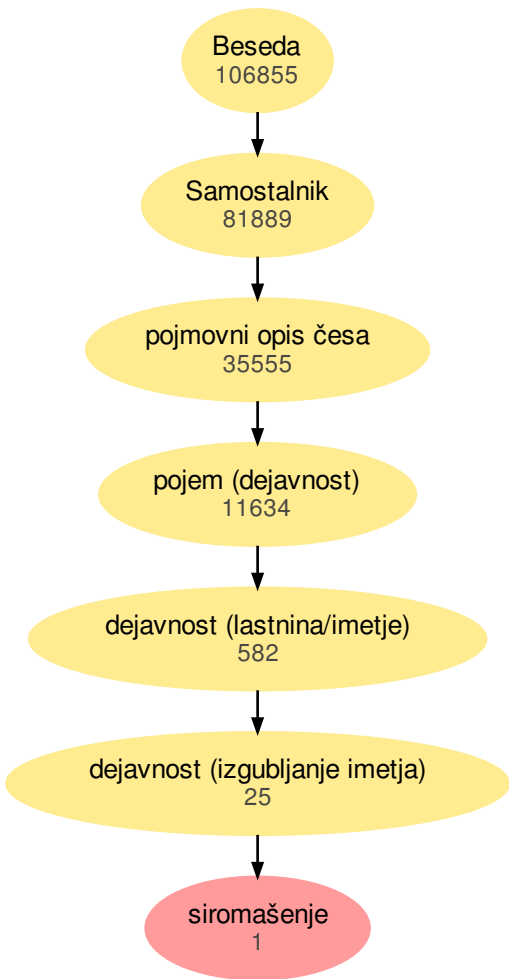 Beseda
106855
Samostalnik
81889
pojmovni opis česa
35555
pojem (dejavnost)
11634
dejavnost (lastnina/imetje)
582
dejavnost (izgubljanje imetja)
25
siromašenje
1